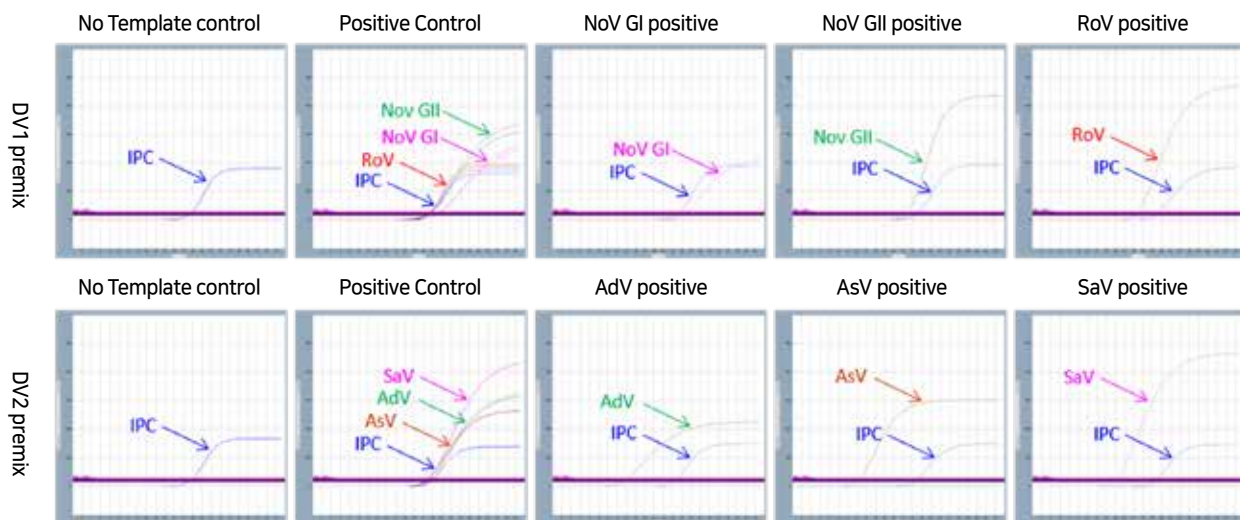 No Template control
Positive Control
NoV GI positive
NoV GII positive
RoV positive
DV1 premix
IPC
Nov GII
NoV GI
RoV
IPC
NoV GI
IPC
Nov GII
IPC
RoV
IPC
No Template control
Positive Control
AdV positive
AsV positive
SaV positive
DV2 premix
IPC
SaV
AdV
AsV
IPC
AdV
IPC
AsV
IPC
SaV
IPC